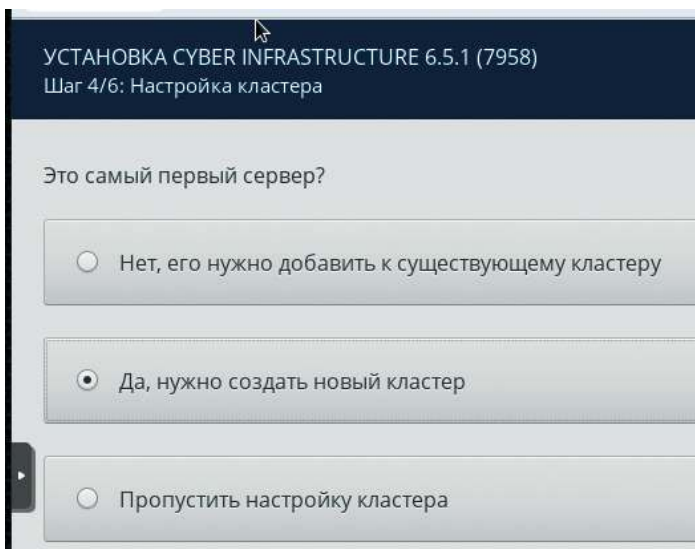 УСТАНОВКА CYBER INFRASTRUCTURE 6.5.1 (7958)
Шаг 4/6: Настройка кластера
Это самый первый сервер?
Нет, его нужно добавить к существующему кластеру
Да, нужно создать новый кластер
Пропустить настройку кластера